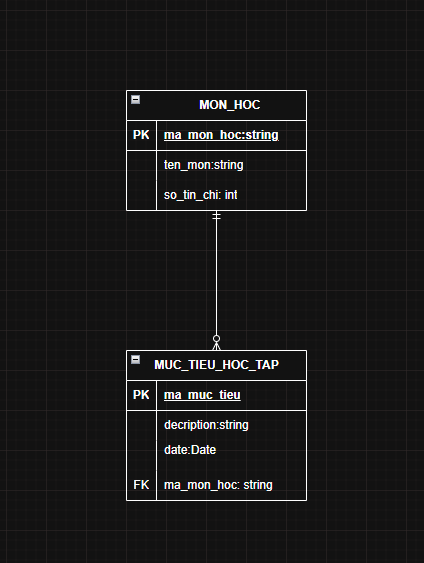 MON_HOC
PK ma_mon_hoc:string
ten_mon:string
so_tin_chi: int
MUC_TIEU_HOC_TAP
PK ma_muc_tieu
decription:string
date:Date
FK ma_mon_hoc: string